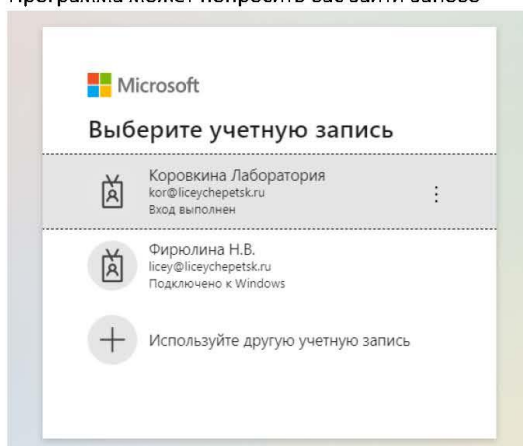 Программа может попросить вас зайти заново
Microsoft
Выберите учетную запись
Коровкина Лаборатория
kor@liceychepetsk.ru
Вход выполнен
Фирюлина Н.В.
licey@liceychepetsk.ru
Подключено к Windows
Используйте другую учетную запись